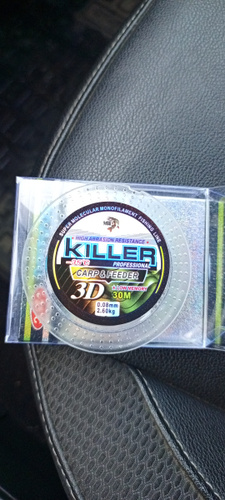 SUPER MOLECULAR MONOFILAMENT FISHING LINE
HIGH ABRASION RESISTANCE
KILLER
PROFESSIONAL
CARP & FEEDER
3D
30M
0.08mm
2.60kg